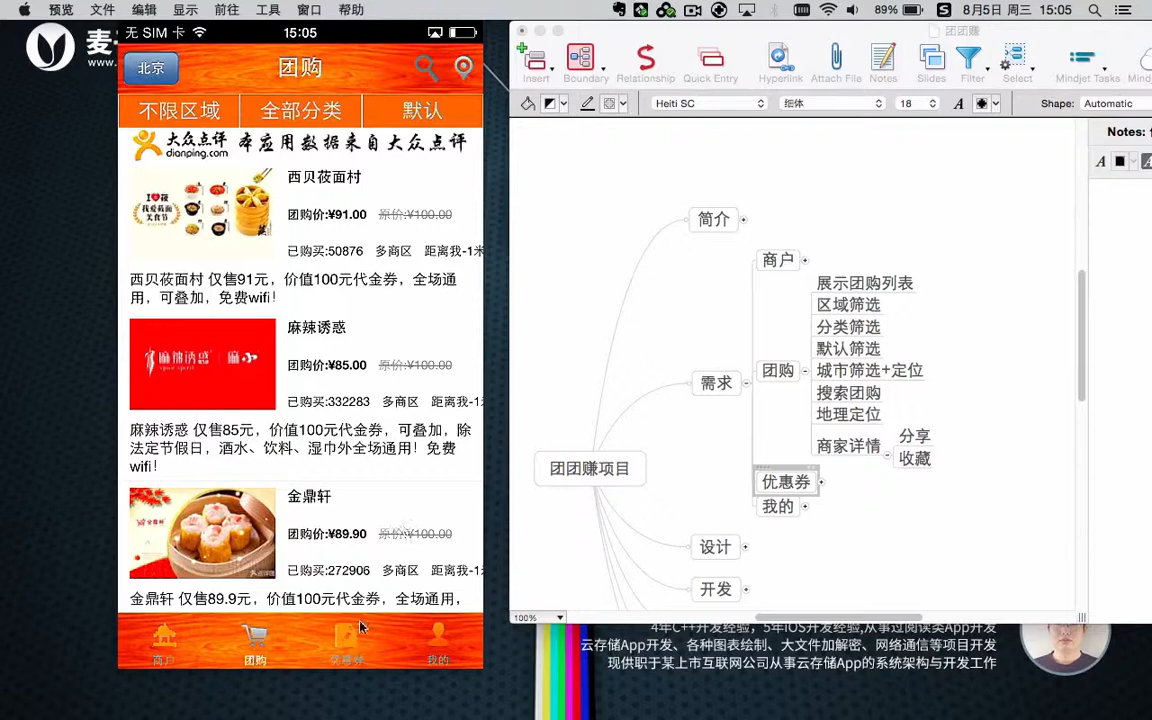 预览 文件 编辑 显示 前往 工具 窗口 帮助
89%
8月5日 周三 15:05
麦
www.
无 SIM 卡 15:05
北京 团购
不限区域 全部分类 默认
大众点评 dianping.com 本应用数据来自大众点评
西贝莜面村
团购价:¥91.00 原价:¥100.00
已购买:50876 多商区 距离我-1米
西贝莜面村 仅售91元，价值100元代金券，全场通
用，可叠加，免费wifi！
麻辣诱惑
团购价:¥85.00 原价:¥100.00
已购买:332283 多商区 距离我-1米
麻辣诱惑 仅售85元，价值100元代金券，可叠加，除
法定节假日，酒水、饮料、湿巾外全场通用！免费
wifi！
金鼎轩
团购价:¥89.90 原价:¥100.00
已购买:272906 多商区 距离我-1米
金鼎轩 仅售89.9元，价值100元代金券，全场通用，
商户 团购 优惠券 我的
团团赚
Insert Boundary Relationship Quick Entry Hyperlink Attach File Notes Slides Filter Select Mindjet Tasks
Heiti SC 细体 18 Shape: Automatic
Notes:
简介
商户
展示团购列表
区域筛选
分类筛选
默认筛选
需求
团购
城市筛选+定位
搜索团购
地理定位
商家详情
分享
收藏
团团赚项目
优惠券
我的
设计
开发
100%
4年C++开发经验，5年iOS开发经验,从事过阅读类App开发
云存储App开发、各种图表绘制、大文件加解密、网络通信等项目开发
现供职于某上市互联网公司从事云存储App的系统架构与开发工作